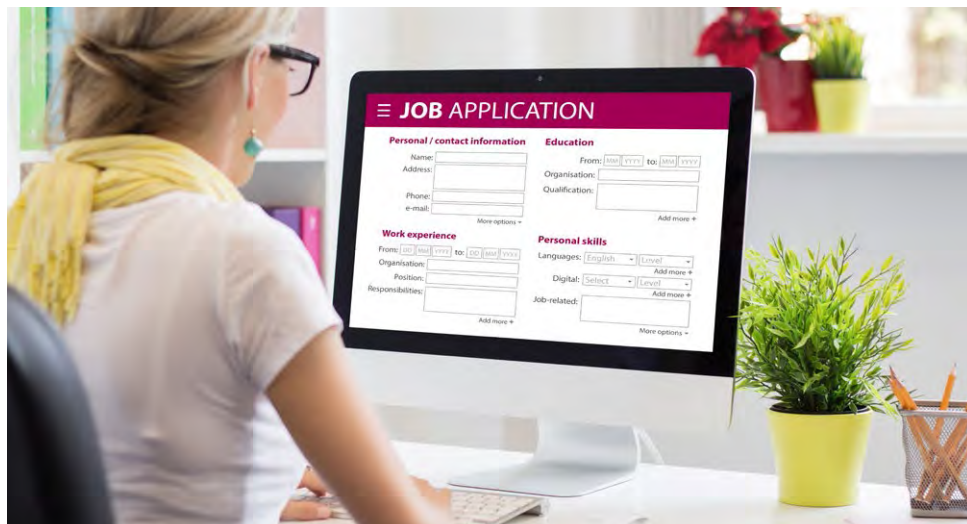 ☰ JOB APPLICATION
Personal / contact information
Name:
Address:
Phone:
e-mail:
More options
Work experience
From: DD MM YYYY to: DD MM YYYY
Organisation:
Position:
Responsibilities:
Add more +
Education
From: MM YYYY to: MM YYYY
Organisation:
Qualification:
Add more +
Personal skills
Languages: English Level
Add more +
Digital: Select Level
Add more +
Job-related:
More options